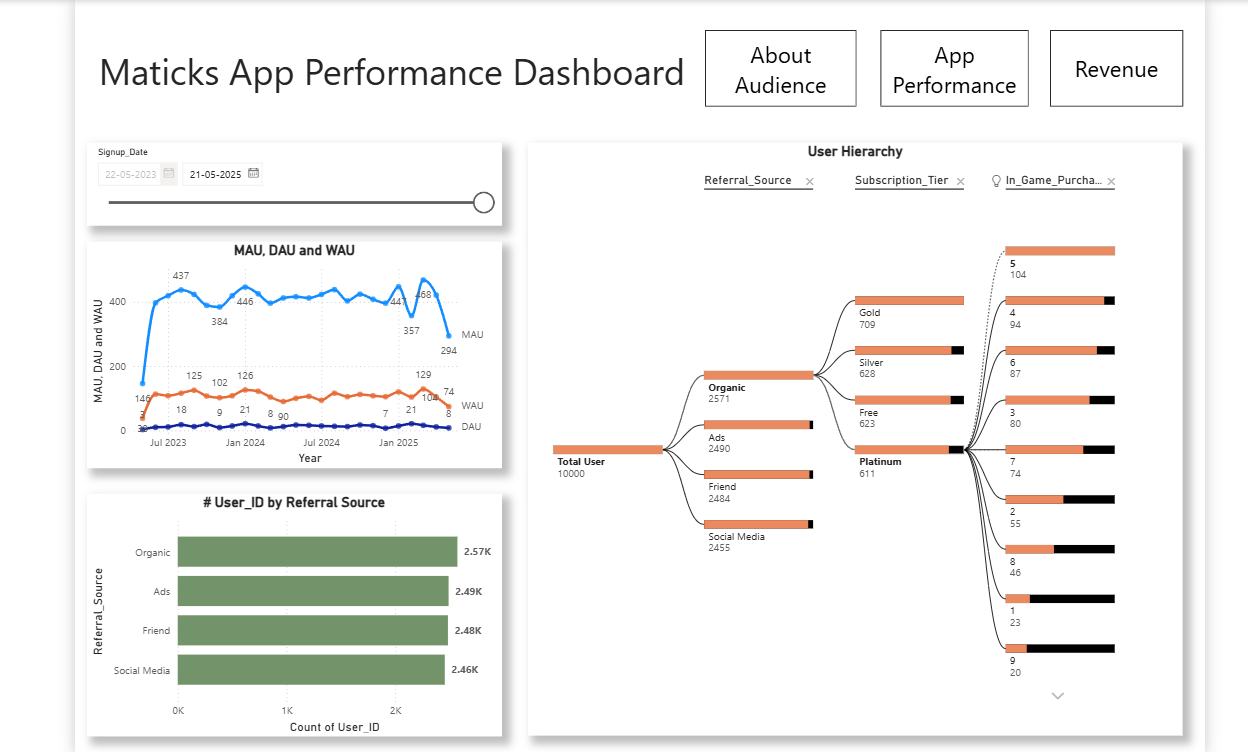 Maticks App Performance Dashboard
About
Audience
App
Performance
Revenue
Signup_Date
22-05-2023
21-05-2025
MAU, DAU and WAU
MAU, DAU and WAU
400
200
0
437
446
384
447
468
357
294
MAU
146
125
102
126
129
104
74
WAU
3
18
9
21
8
90
7
21
8
DAU
Jul 2023
Jan 2024
Jul 2024
Jan 2025
Year
# User_ID by Referral Source
Referral_Source
Organic
2.57K
Ads
2.49K
Friend
2.48K
Social Media
2.46K
0K
1K
2K
Count of User_ID
User Hierarchy
Referral_Source
Subscription_Tier
In_Game_Purcha...
Total User
10000
Organic
2571
Ads
2490
Friend
2484
Social Media
2455
Gold
709
Silver
628
Free
623
Platinum
611
5
104
4
94
6
87
3
80
7
74
2
55
8
46
1
23
9
20